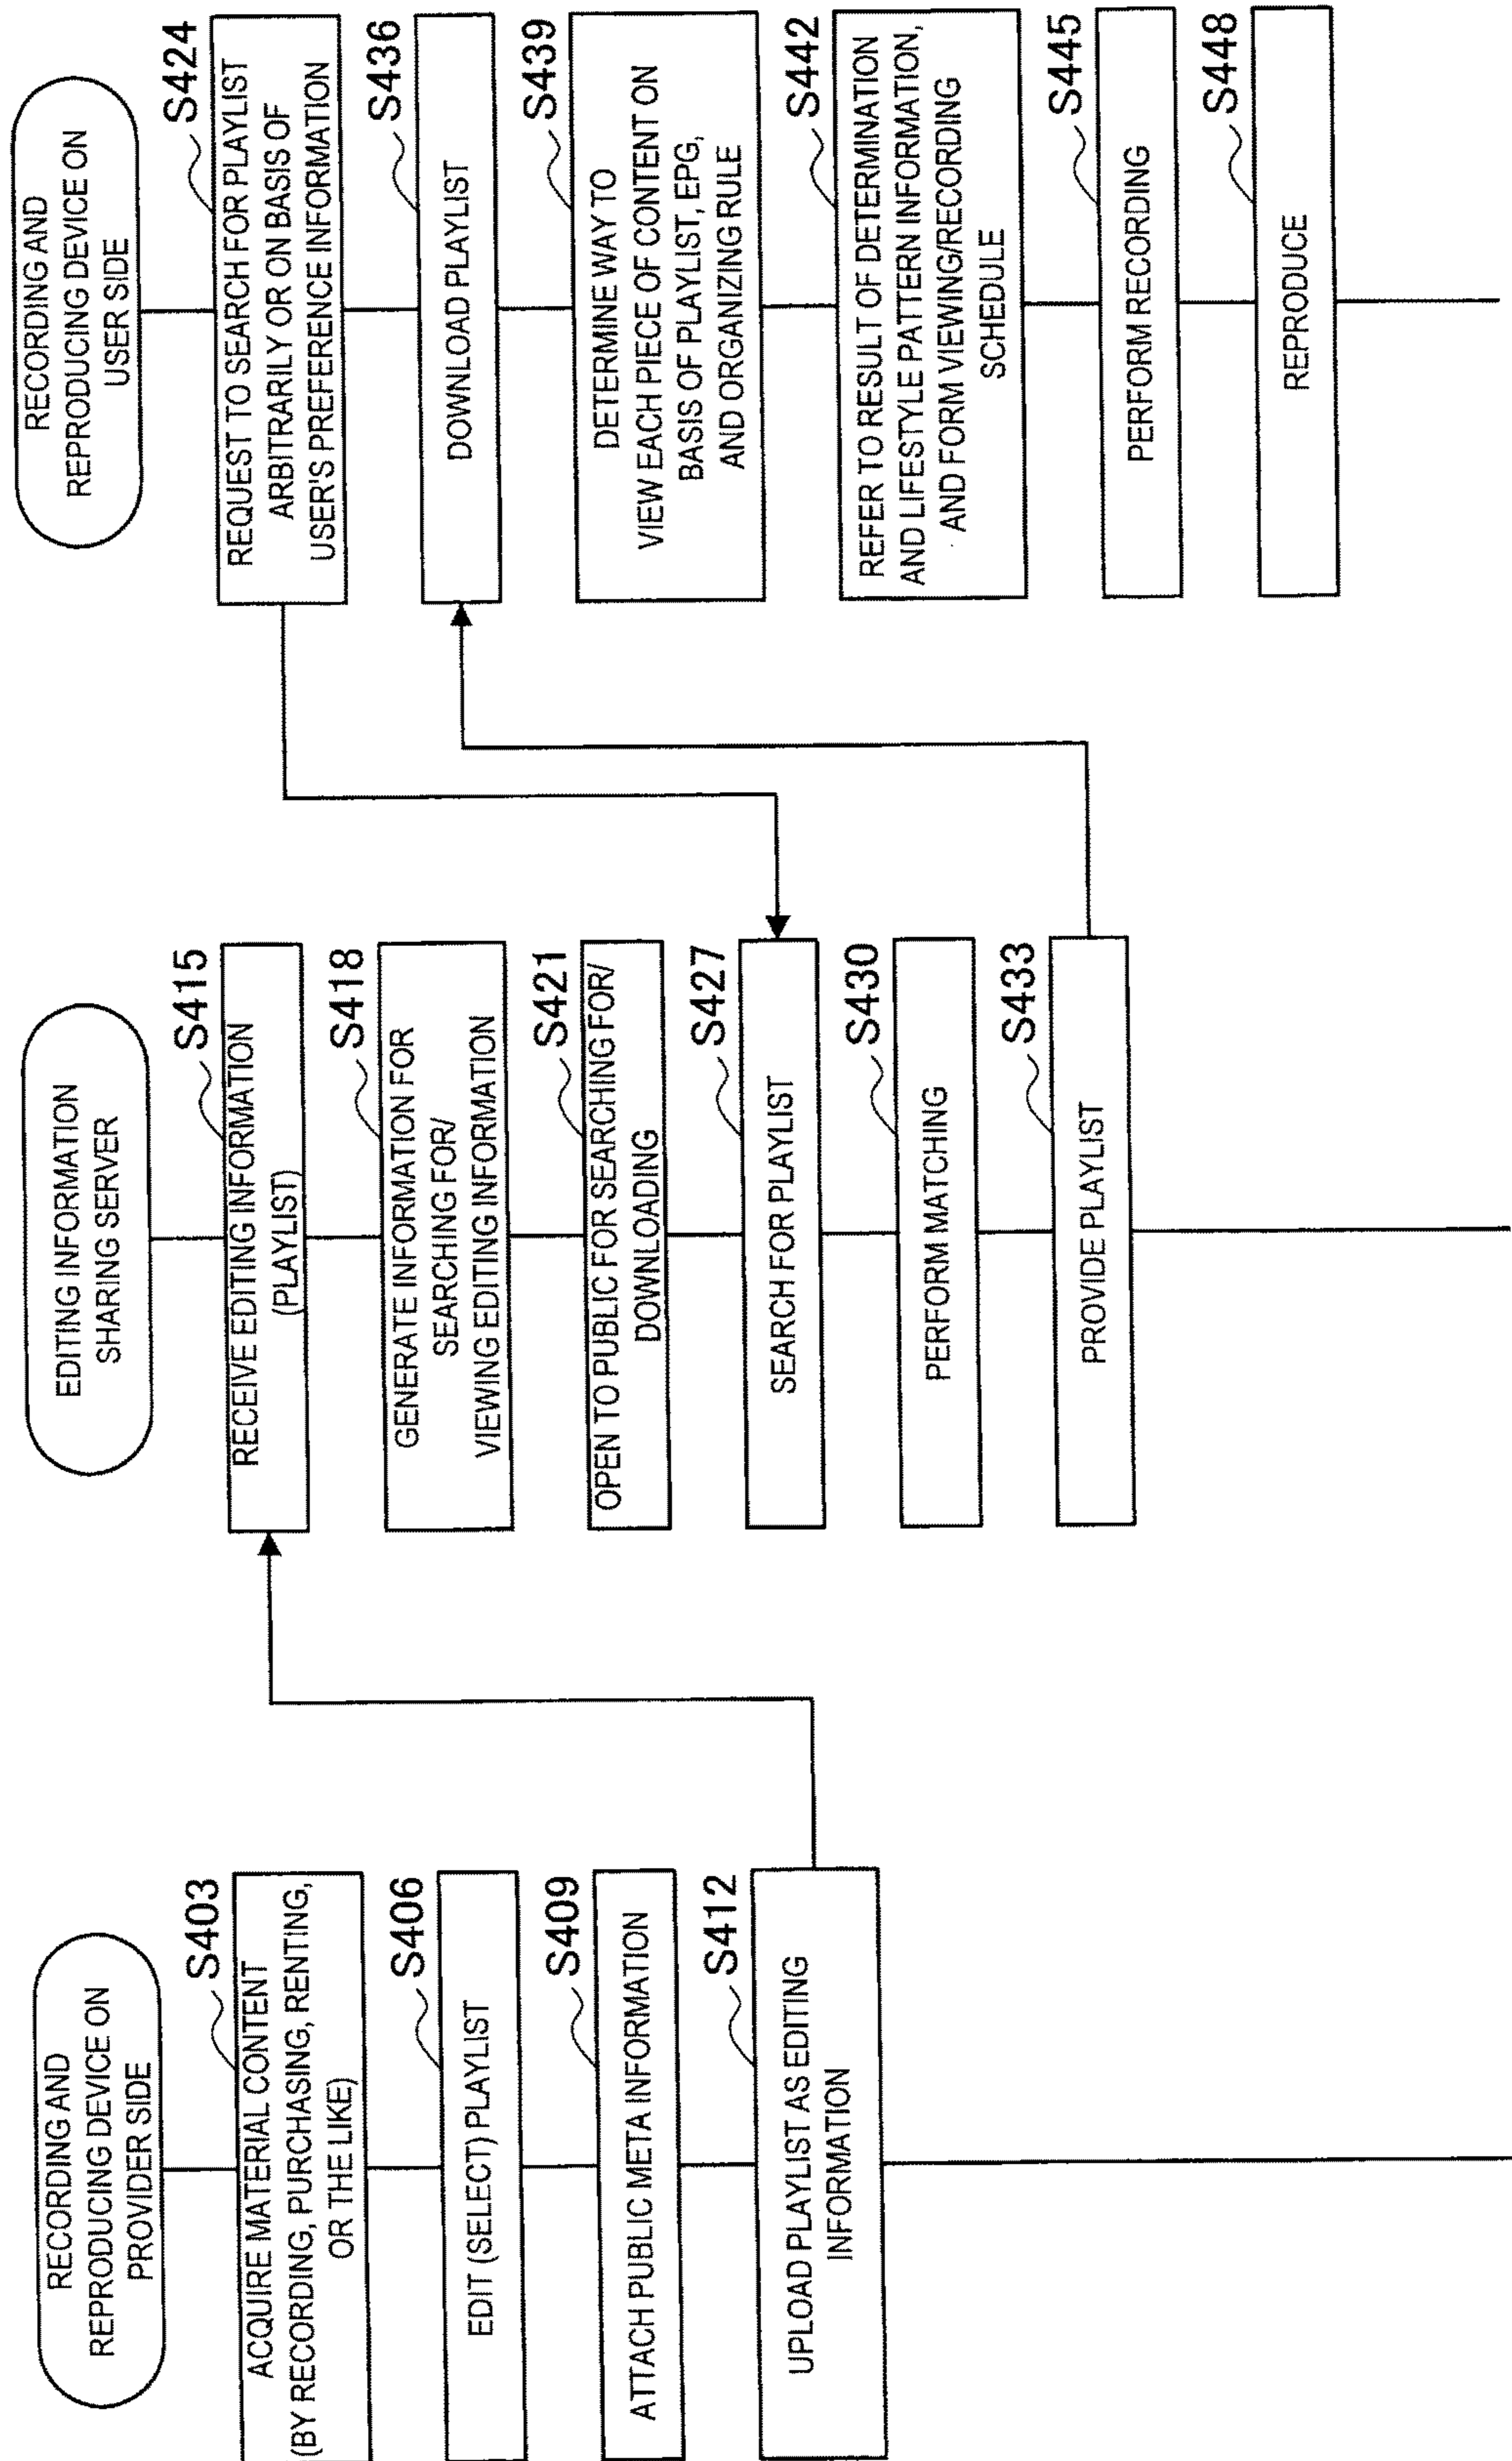 RECORDING AND
REPRODUCING DEVICE ON
PROVIDER SIDE
S403
ACQUIRE MATERIAL CONTENT
(BY RECORDING, PURCHASING, RENTING,
OR THE LIKE)
S406
EDIT (SELECT) PLAYLIST
S409
ATTACH PUBLIC META INFORMATION
S412
UPLOAD PLAYLIST AS EDITING
INFORMATION
EDITING INFORMATION
SHARING SERVER
S415
RECEIVE EDITING INFORMATION
(PLAYLIST)
S418
GENERATE INFORMATION FOR
SEARCHING FOR/
VIEWING EDITING INFORMATION
S421
OPEN TO PUBLIC FOR SEARCHING FOR/
DOWNLOADING
S427
SEARCH FOR PLAYLIST
S430
PERFORM MATCHING
S433
PROVIDE PLAYLIST
RECORDING AND
REPRODUCING DEVICE ON
USER SIDE
S424
REQUEST TO SEARCH FOR PLAYLIST
ARBITRARILY OR ON BASIS OF
USER'S PREFERENCE INFORMATION
S436
DOWNLOAD PLAYLIST
S439
DETERMINE WAY TO
VIEW EACH PIECE OF CONTENT ON
BASIS OF PLAYLIST, EPG,
AND ORGANIZING RULE
S442
REFER TO RESULT OF DETERMINATION
AND LIFESTYLE PATTERN INFORMATION,
AND FORM VIEWING/RECORDING
SCHEDULE
S445
PERFORM RECORDING
S448
REPRODUCE